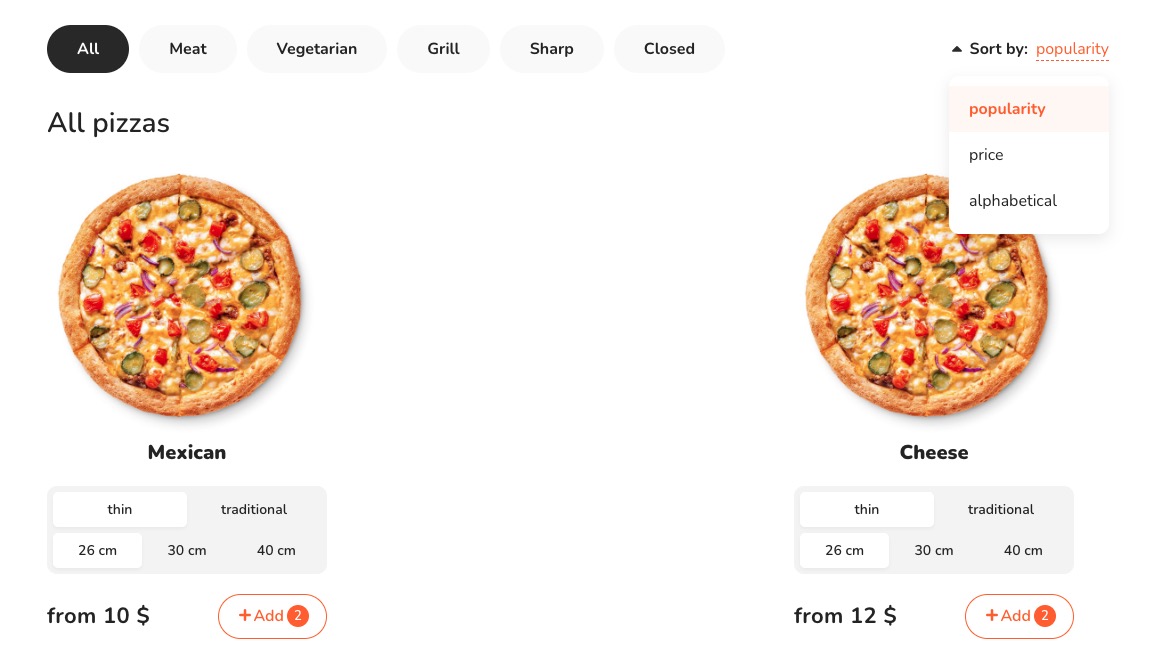 All Meat Vegetarian Grill Sharp Closed Sort by: popularity
popularity
All pizzas
price
alphabetical
Mexican Cheese
thin traditional thin traditional
26 cm 30 cm 40 cm 26 cm 30 cm 40 cm
from 10 $ +Add 2 from 12 $ +Add 2